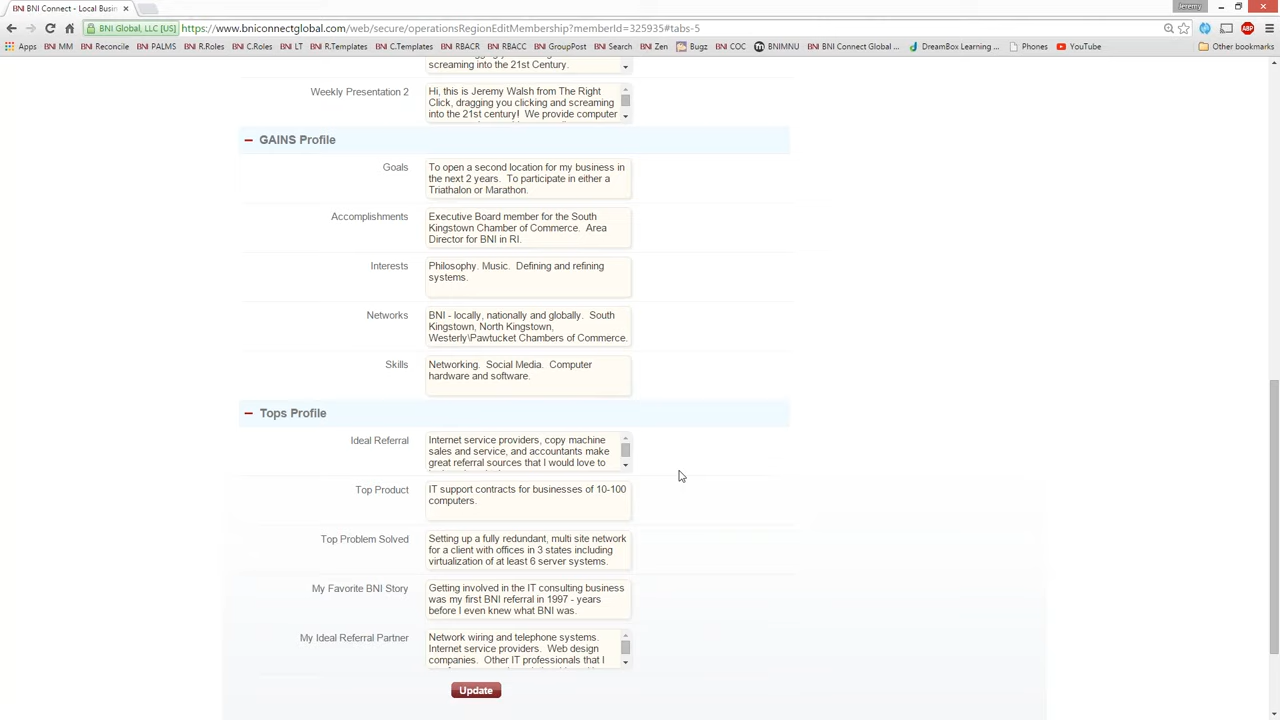 BNI BNI Connect - Local Busin
Jeremy
BNI Global, LLC [US]
https://www.bniconnectglobal.com/web/secure/operationsRegionEditMembership?memberId=325935#tabs-5
ABP
Apps BNI MM BNI Reconcile BNI PALMS BNI R.Roles BNI C.Roles BNI LT BNI R.Templates BNI C.Templates BNI RBACR BNI RBACC BNI GroupPost BNI Search BNI Zen Bugz BNI COC BNIMNU BNI BNI Connect Global ... DreamBox Learning ... Phones YouTube Other bookmarks
screaming into the 21st Century.
Weekly Presentation 2
Hi, this is Jeremy Walsh from The Right
Click, dragging you clicking and screaming
into the 21st century! We provide computer
GAINS Profile
Goals
To open a second location for my business in
the next 2 years. To participate in either a
Triathalon or Marathon.
Accomplishments
Executive Board member for the South
Kingstown Chamber of Commerce. Area
Director for BNI in RI.
Interests
Philosophy. Music. Defining and refining
systems.
Networks
BNI - locally, nationally and globally. South
Kingstown, North Kingstown,
Westerly\Pawtucket Chambers of Commerce.
Skills
Networking. Social Media. Computer
hardware and software.
Tops Profile
Ideal Referral
Internet service providers, copy machine
sales and service, and accountants make
great referral sources that I would love to
Top Product
IT support contracts for businesses of 10-100
computers.
Top Problem Solved
Setting up a fully redundant, multi site network
for a client with offices in 3 states including
virtualization of at least 6 server systems.
My Favorite BNI Story
Getting involved in the IT consulting business
was my first BNI referral in 1997 - years
before I even knew what BNI was.
My Ideal Referral Partner
Network wiring and telephone systems.
Internet service providers. Web design
companies. Other IT professionals that I
Update